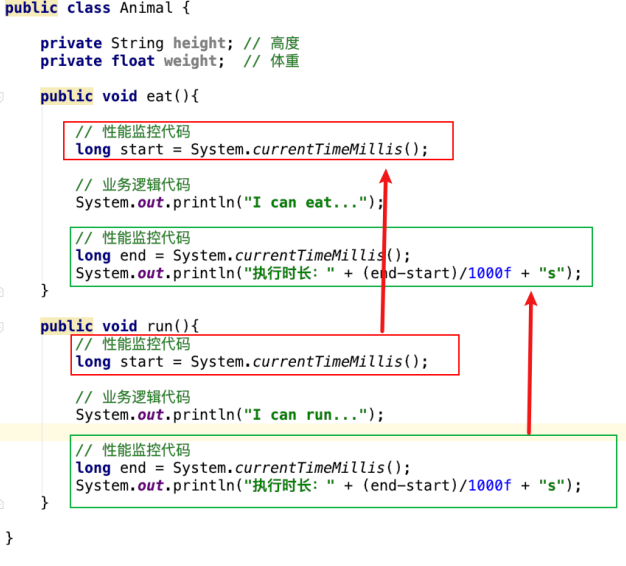 public class Animal {
private String height; // 高度
private float weight;  // 体重
public void eat(){
// 性能监控代码
long start = System.currentTimeMillis();
// 业务逻辑代码
System.out.println("I can eat...");
// 性能监控代码
long end = System.currentTimeMillis();
System.out.println("执行时长：" + (end-start)/1000f + "s");
}
public void run(){
// 性能监控代码
long start = System.currentTimeMillis();
// 业务逻辑代码
System.out.println("I can run...");
// 性能监控代码
long end = System.currentTimeMillis();
System.out.println("执行时长：" + (end-start)/1000f + "s");
}
}